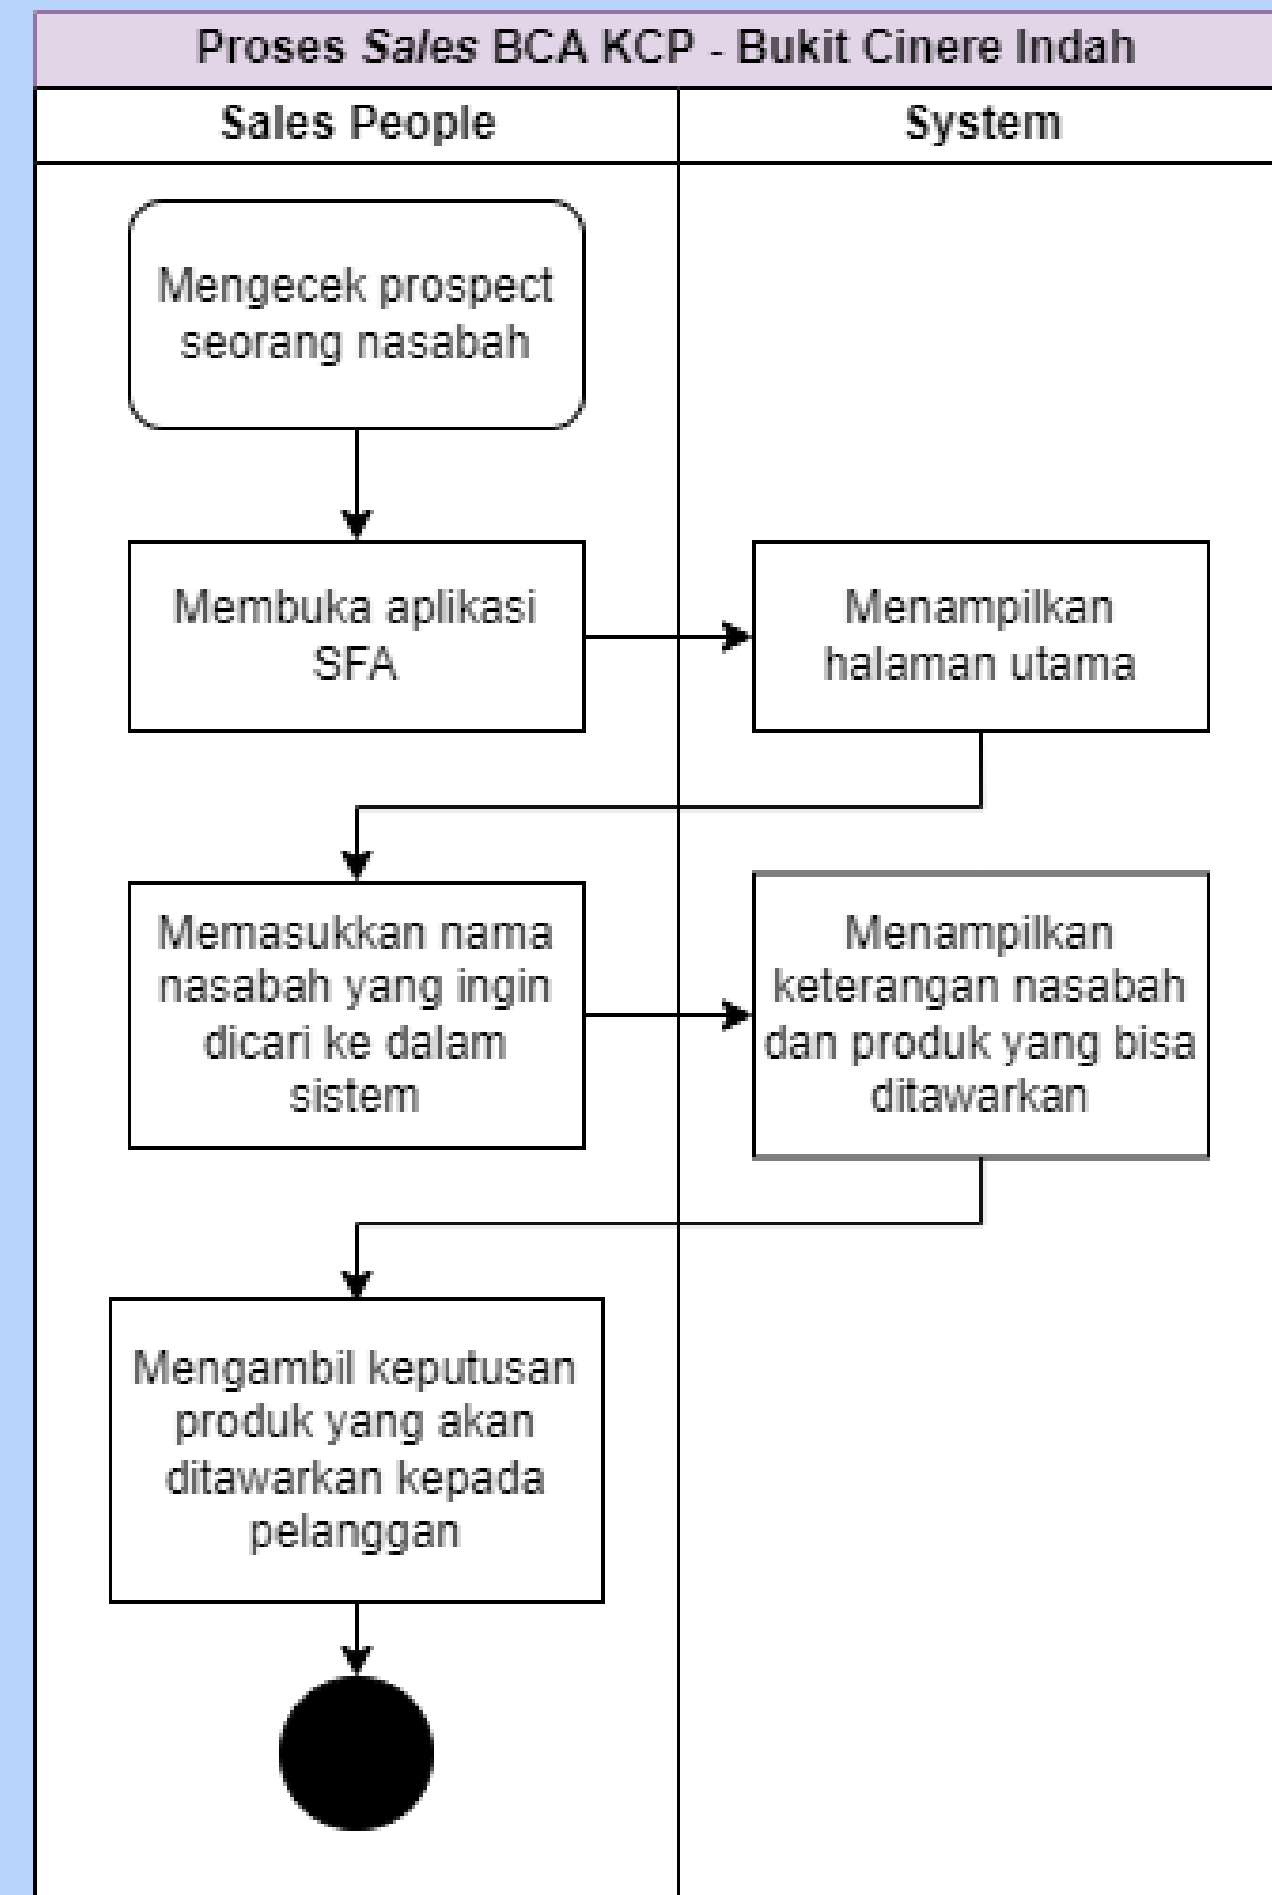 Proses Sales BCA KCP - Bukit Cinere Indah
Sales People
System
Mengecek prospect
seorang nasabah
Membuka aplikasi
SFA
Menampilkan
halaman utama
Memasukkan nama
nasabah yang ingin
dicari ke dalam
sistem
Menampilkan
keterangan nasabah
dan produk yang bisa
ditawarkan
Mengambil keputusan
produk yang akan
ditawarkan kepada
pelanggan